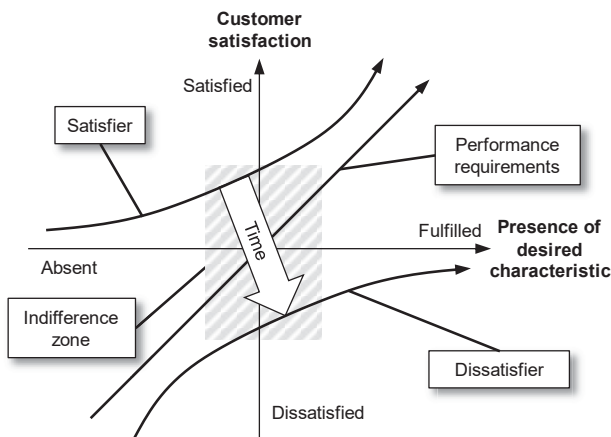 Customer
satisfaction
Satisfied
Satisfier
Performance
requirements
Time
Fulfilled
Presence of
desired
characteristic
Absent
Indifference
zone
Dissatisfier
Dissatisfied